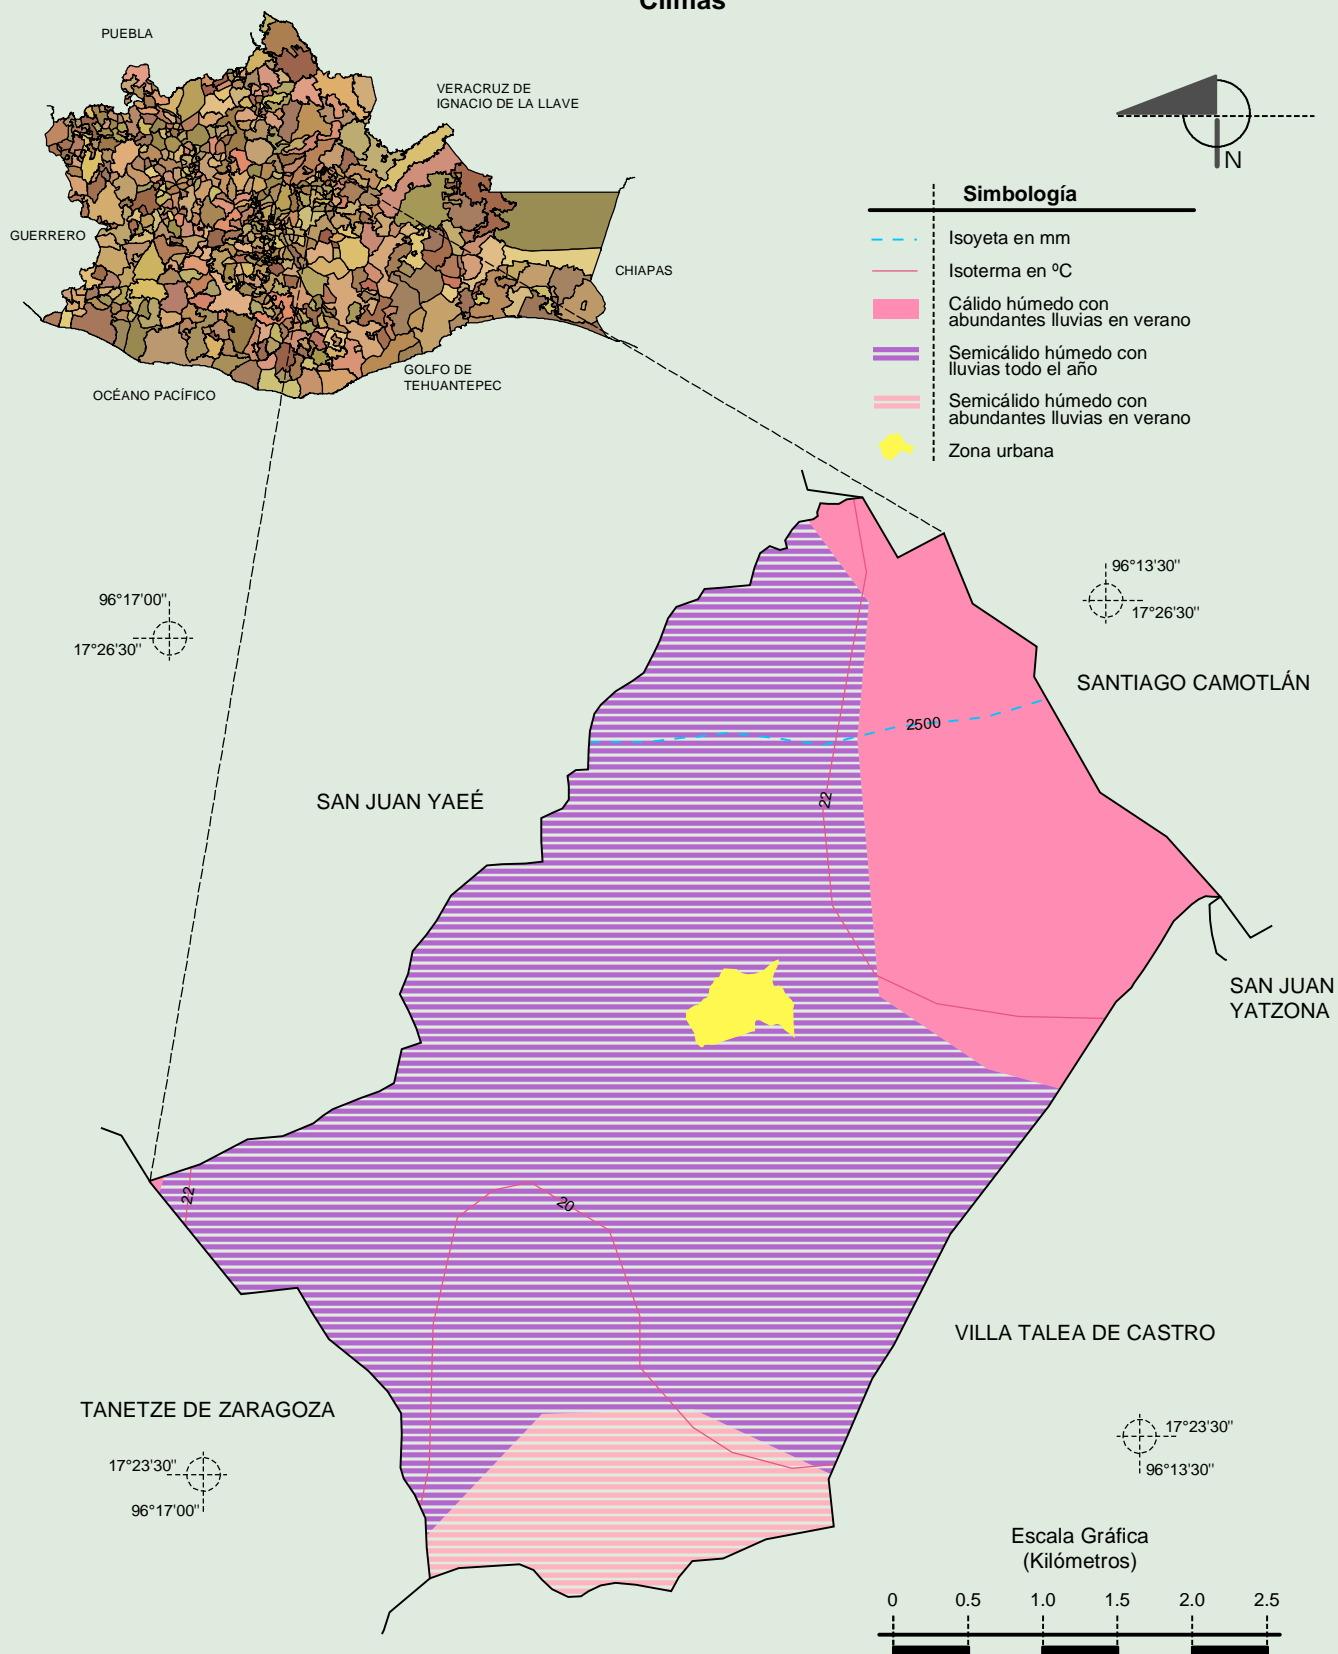 Climas
PUEBLA
VERACRUZ DE
IGNACIO DE LA LLAVE
GUERRERO
CHIAPAS
GOLFO DE
TEHUANTEPEC
OCÉANO PACÍFICO
N
Simbología
Isoyeta en mm
Isoterma en ºC
Cálido húmedo con
abundantes lluvias en verano
Semicálido húmedo con
lluvias todo el año
Semicálido húmedo con
abundantes lluvias en verano
Zona urbana
96°17'00"
17°26'30"
96°13'30"
17°26'30"
SANTIAGO CAMOTLÁN
2500
22
SAN JUAN YAEÉ
SAN JUAN
YATZONA
22
20
VILLA TALEA DE CASTRO
TANETZE DE ZARAGOZA
17°23'30"
96°17'00"
17°23'30"
96°13'30"
Escala Gráfica
(Kilómetros)
0 0.5 1.0 1.5 2.0 2.5